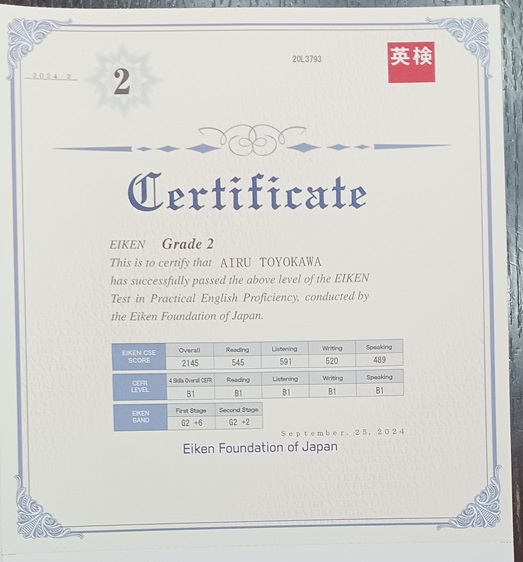 20L3793
英検
2024-2
2
Certificate
EIKEN Grade 2
This is to certify that AIRU TOYOKAWA
has successfully passed the above level of the EIKEN
Test in Practical English Proficiency, conducted by
the Eiken Foundation of Japan.
EIKEN CSE SCORE Overall Reading Listening Writing Speaking
2145 545 591 520 489
CEFR LEVEL 4 Skills Overall CEFR Reading Listening Writing Speaking
B1 B1 B1 B1 B1
EIKEN BAND First Stage Second Stage
G2 +6 G2 +2
September. 25, 2024
Eiken Foundation of Japan